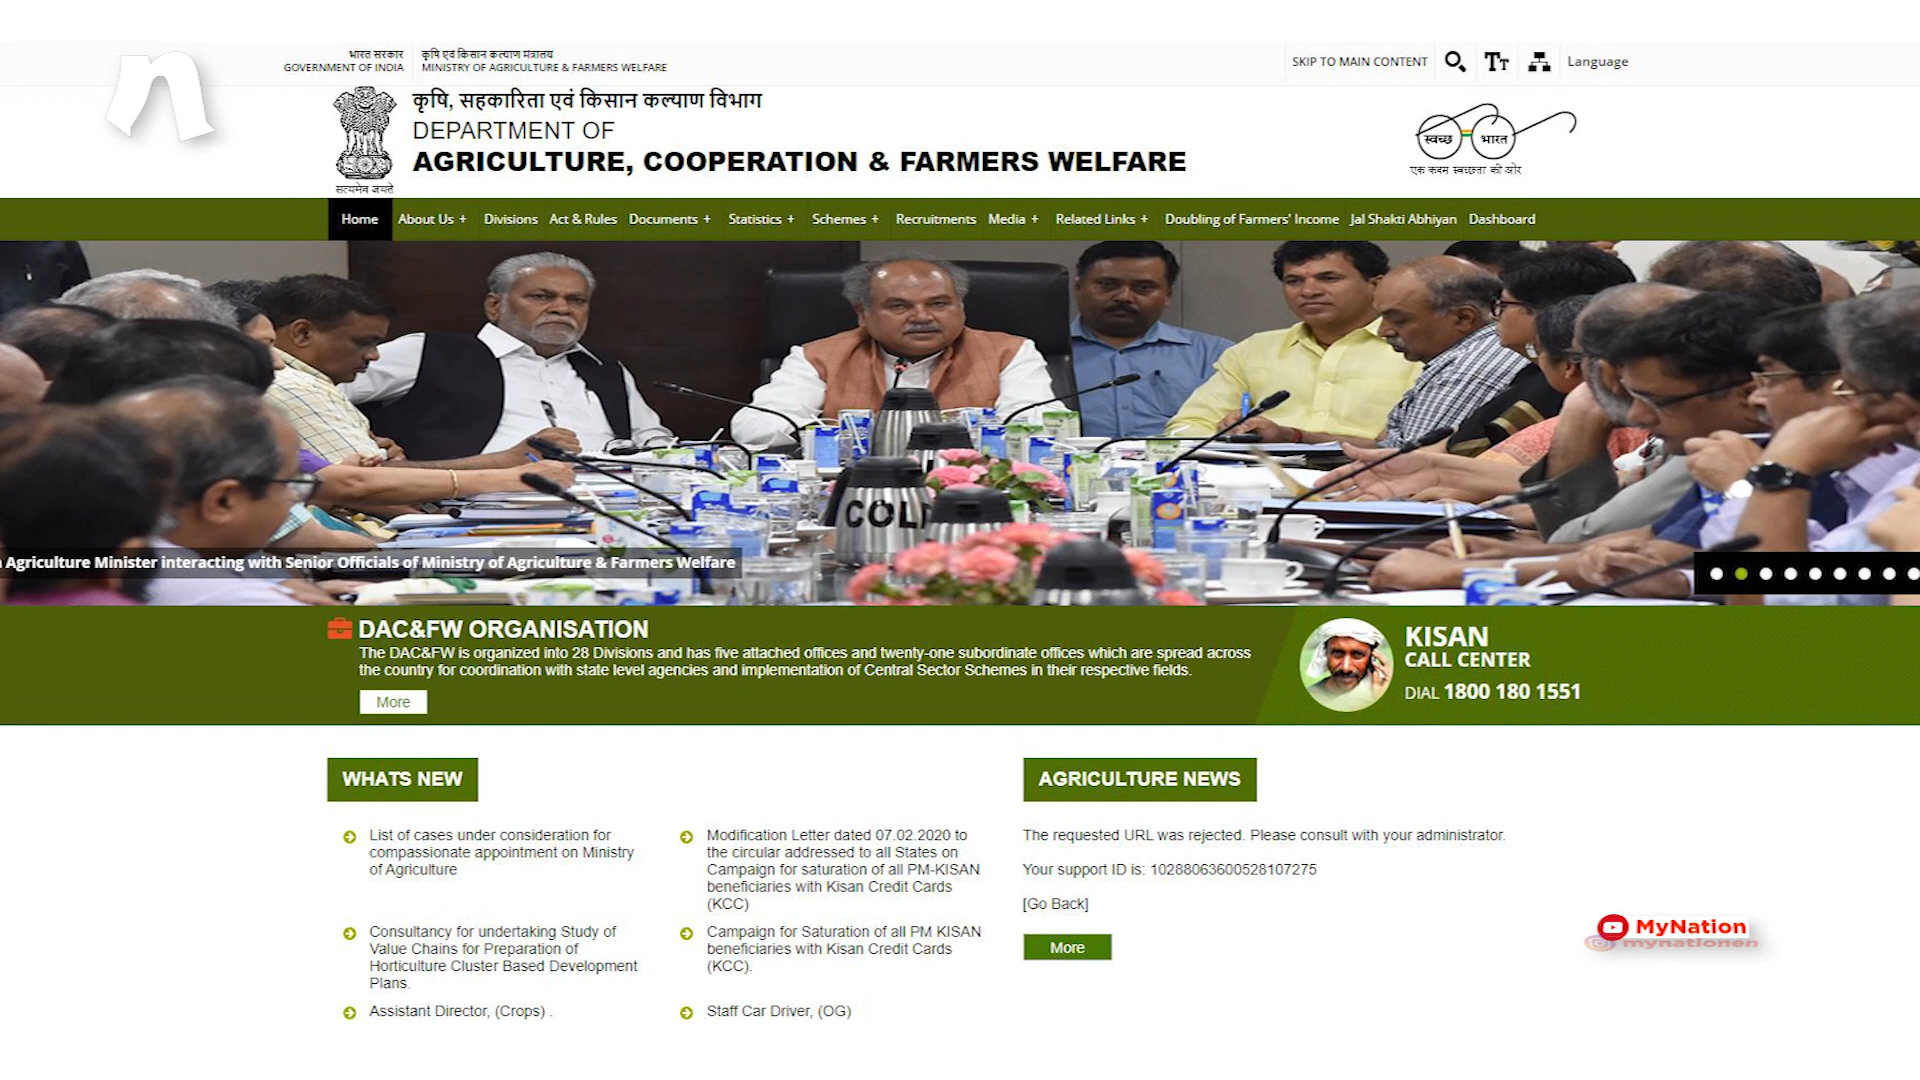 भारत सरकार
GOVERNMENT OF INDIA
कृषि एवं किसान कल्याण मंत्रालय
MINISTRY OF AGRICULTURE & FARMERS WELFARE
SKIP TO MAIN CONTENT
Language
n
कृषि, सहकारिता एवं किसान कल्याण विभाग
DEPARTMENT OF
AGRICULTURE, COOPERATION & FARMERS WELFARE
सत्यमेव जयते
स्वच्छ भारत
एक कदम स्वच्छता की ओर
Home About Us + Divisions Act & Rules Documents + Statistics + Schemes + Recruitments Media + Related Links + Doubling of Farmers' Income Jal Shakti Abhiyan Dashboard
COL
Agriculture Minister interacting with Senior Officials of Ministry of Agriculture & Farmers Welfare
DAC&FW ORGANISATION
The DAC&FW is organized into 28 Divisions and has five attached offices and twenty-one subordinate offices which are spread across
the country for coordination with state level agencies and implementation of Central Sector Schemes in their respective fields.
More
KISAN
CALL CENTER
DIAL 1800 180 1551
WHATS NEW
List of cases under consideration for
compassionate appointment on Ministry
of Agriculture
Modification Letter dated 07.02.2020 to
the circular addressed to all States on
Campaign for saturation of all PM-KISAN
beneficiaries with Kisan Credit Cards
(KCC)
Consultancy for undertaking Study of
Value Chains for Preparation of
Horticulture Cluster Based Development
Plans.
Campaign for Saturation of all PM KISAN
beneficiaries with Kisan Credit Cards
(KCC).
Assistant Director, (Crops) .
Staff Car Driver, (OG)
AGRICULTURE NEWS
The requested URL was rejected. Please consult with your administrator.
Your support ID is: 10288063600528107275
[Go Back]
More
MyNation
mynationen